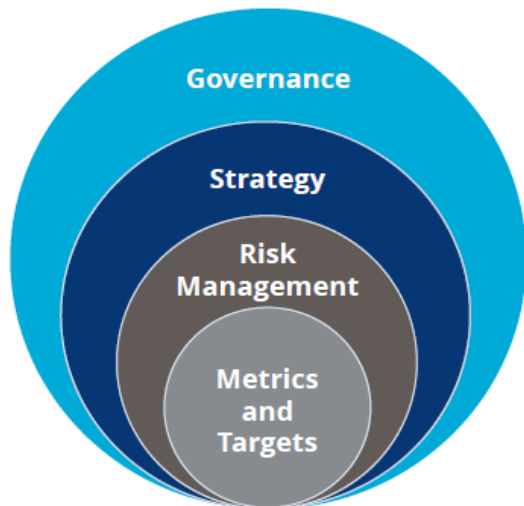 Governance
Strategy
Risk
Management
Metrics
and
Targets